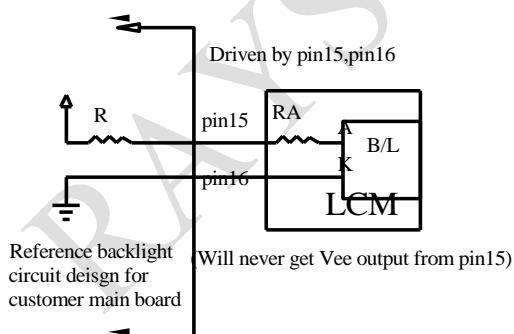 Driven by pin15,pin16
R
pin15
RA
A
B/L
K
pin16
LCM
Reference backlight
circuit deisgn for
customer main board
(Will never get Vee output from pin15)
RAYS